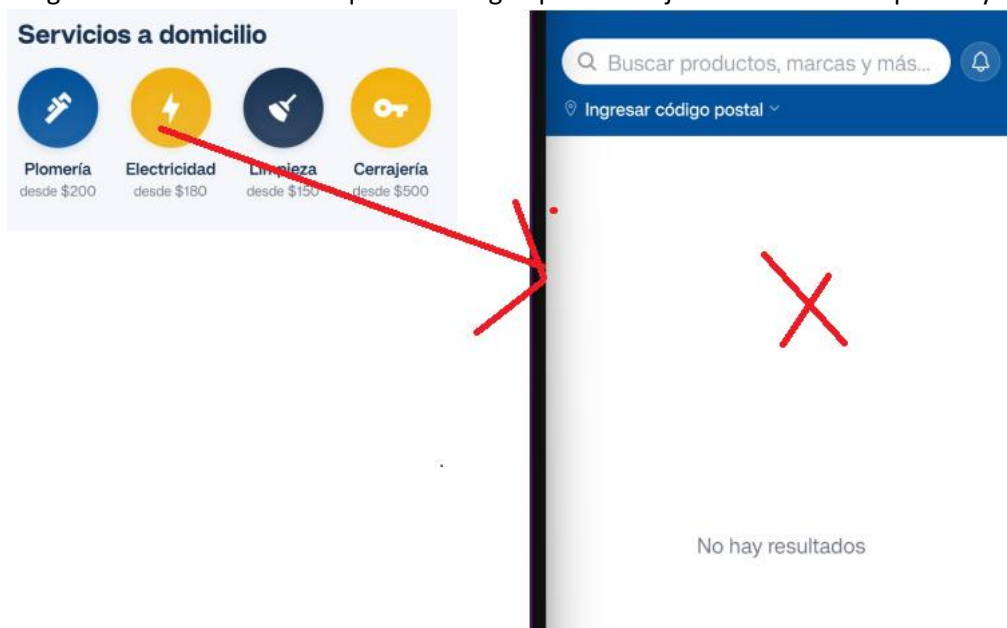 Servicios a domicilio
Plomería
desde $200
Electricidad
desde $180
Limpieza
desde $150
Cerrajería
desde $500
Buscar productos, marcas y más...
Ingresar código postal
No hay resultados